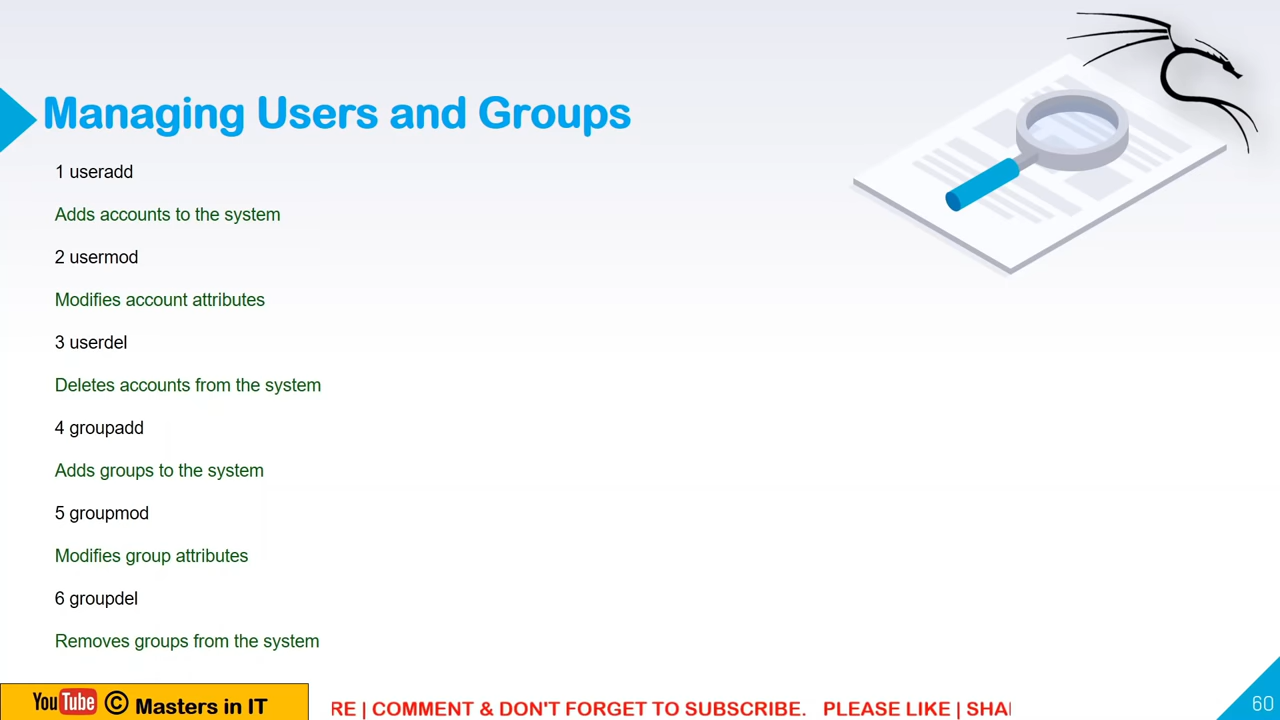 Managing Users and Groups
1 useradd
Adds accounts to the system
2 usermod
Modifies account attributes
3 userdel
Deletes accounts from the system
4 groupadd
Adds groups to the system
5 groupmod
Modifies group attributes
6 groupdel
Removes groups from the system
YouTube © Masters in IT
RE | COMMENT & DON'T FORGET TO SUBSCRIBE. PLEASE LIKE | SHA
60